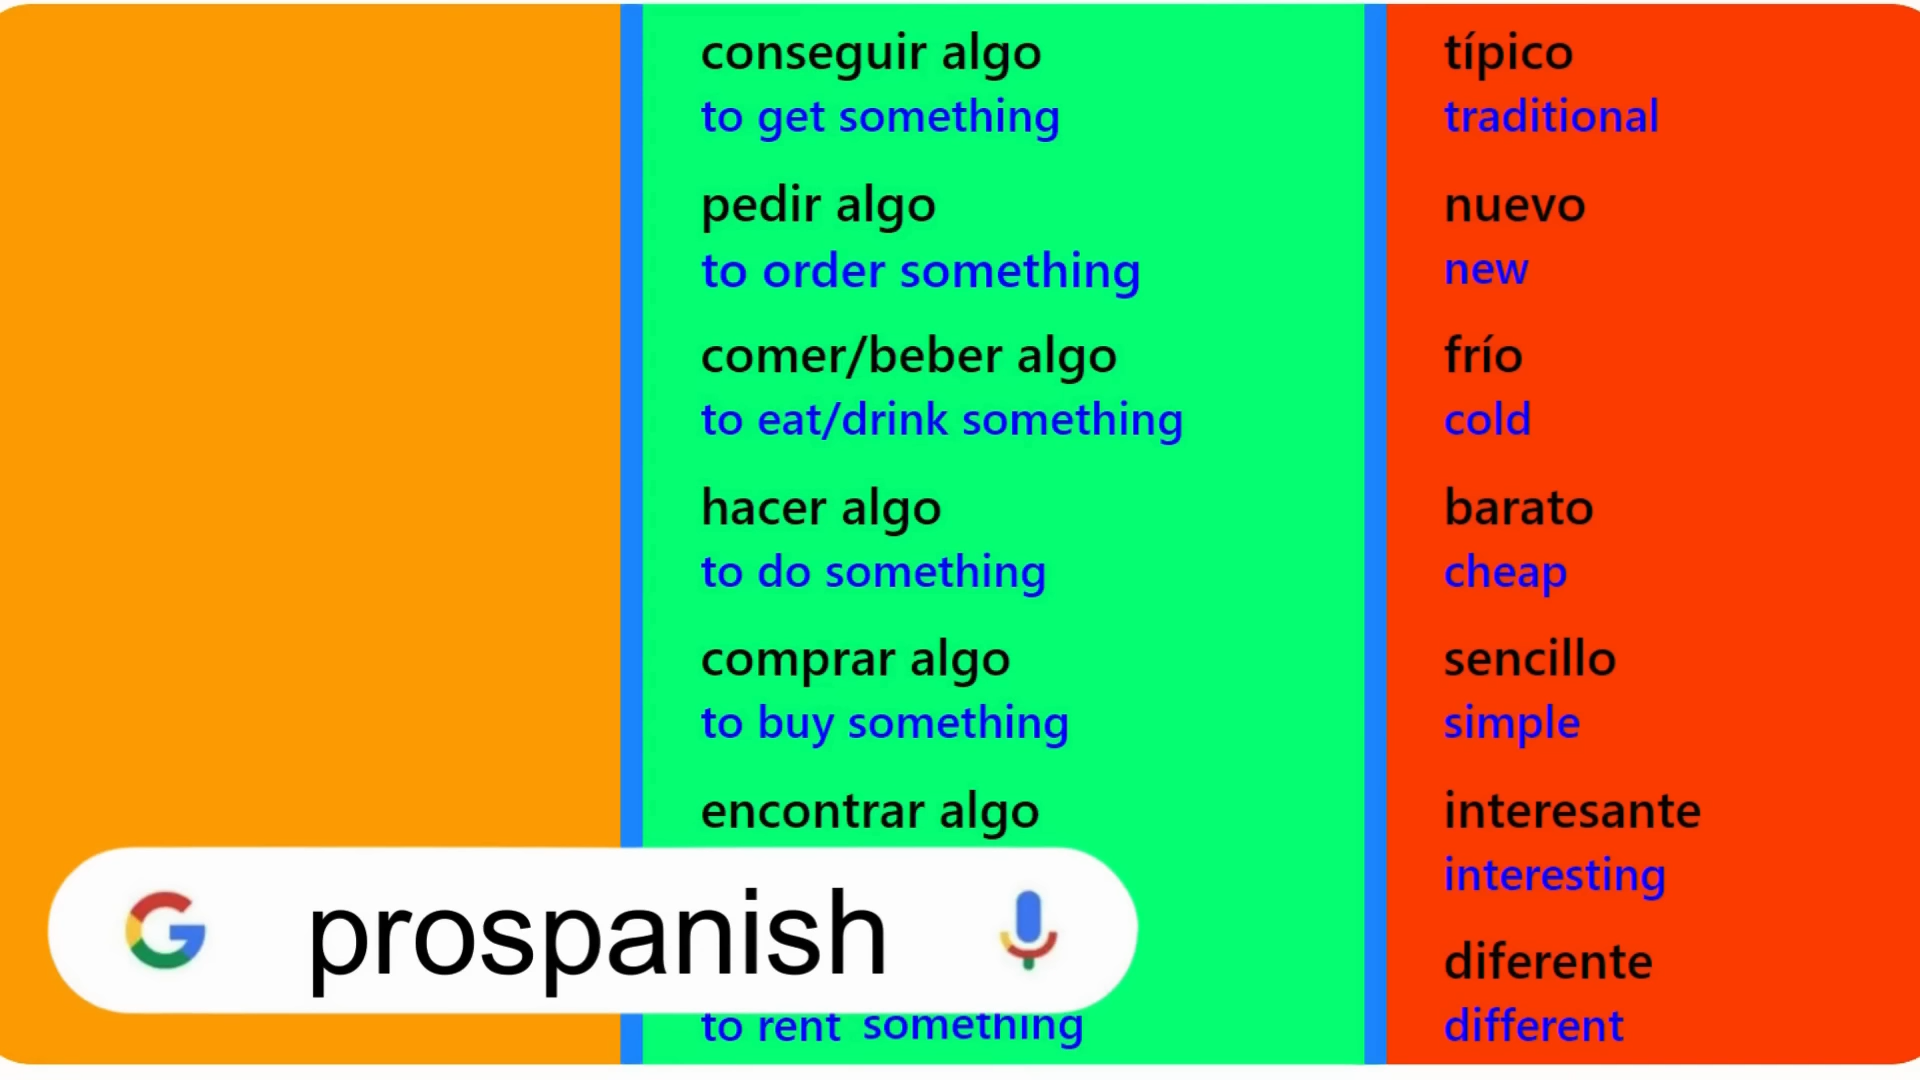 conseguir algo
to get something
pedir algo
to order something
comer/beber algo
to eat/drink something
hacer algo
to do something
comprar algo
to buy something
encontrar algo
to rent something
típico
traditional
nuevo
new
frío
cold
barato
cheap
sencillo
simple
interesante
interesting
diferente
different
prospanish